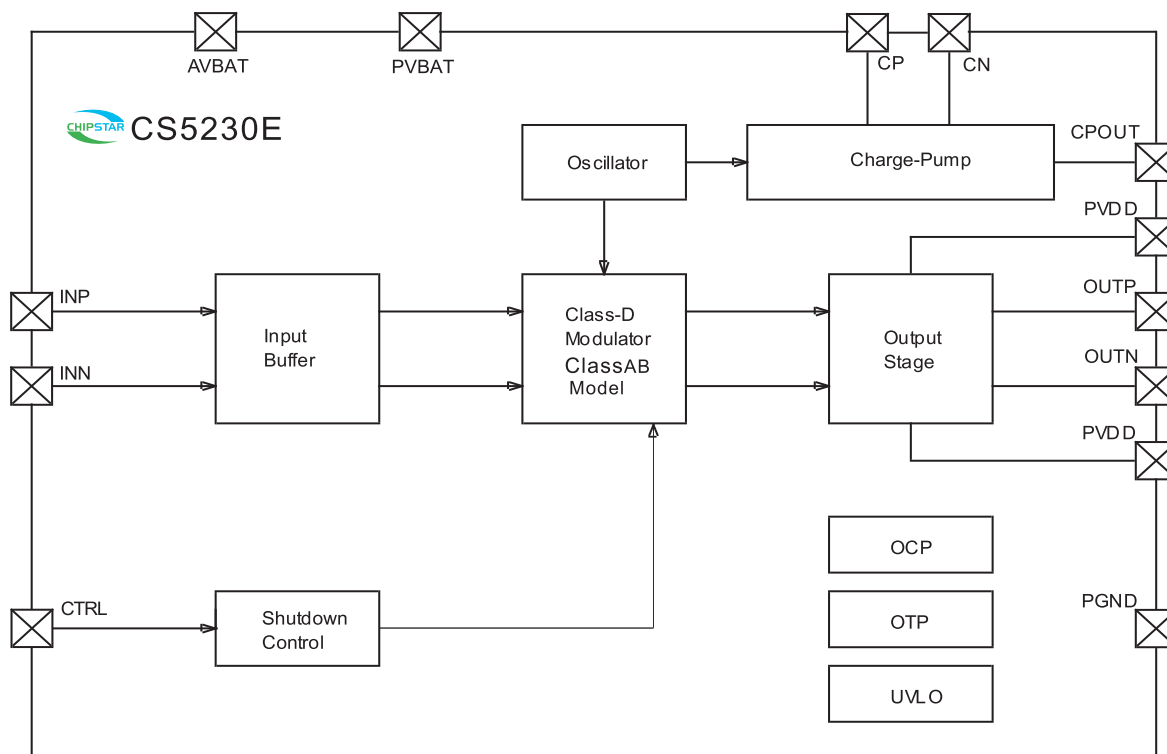 AVBAT
PVBAT
CP
CN
CHIPSTAR CS5230E
Oscillator
Charge-Pump
CPOUT
PVDD
INP
Input
Buffer
INN
Class-D
Modulator
ClassAB
Model
Output
Stage
OUTP
OUTN
PVDD
OCP
CTRL
Shutdown
Control
OTP
PGND
UVLO